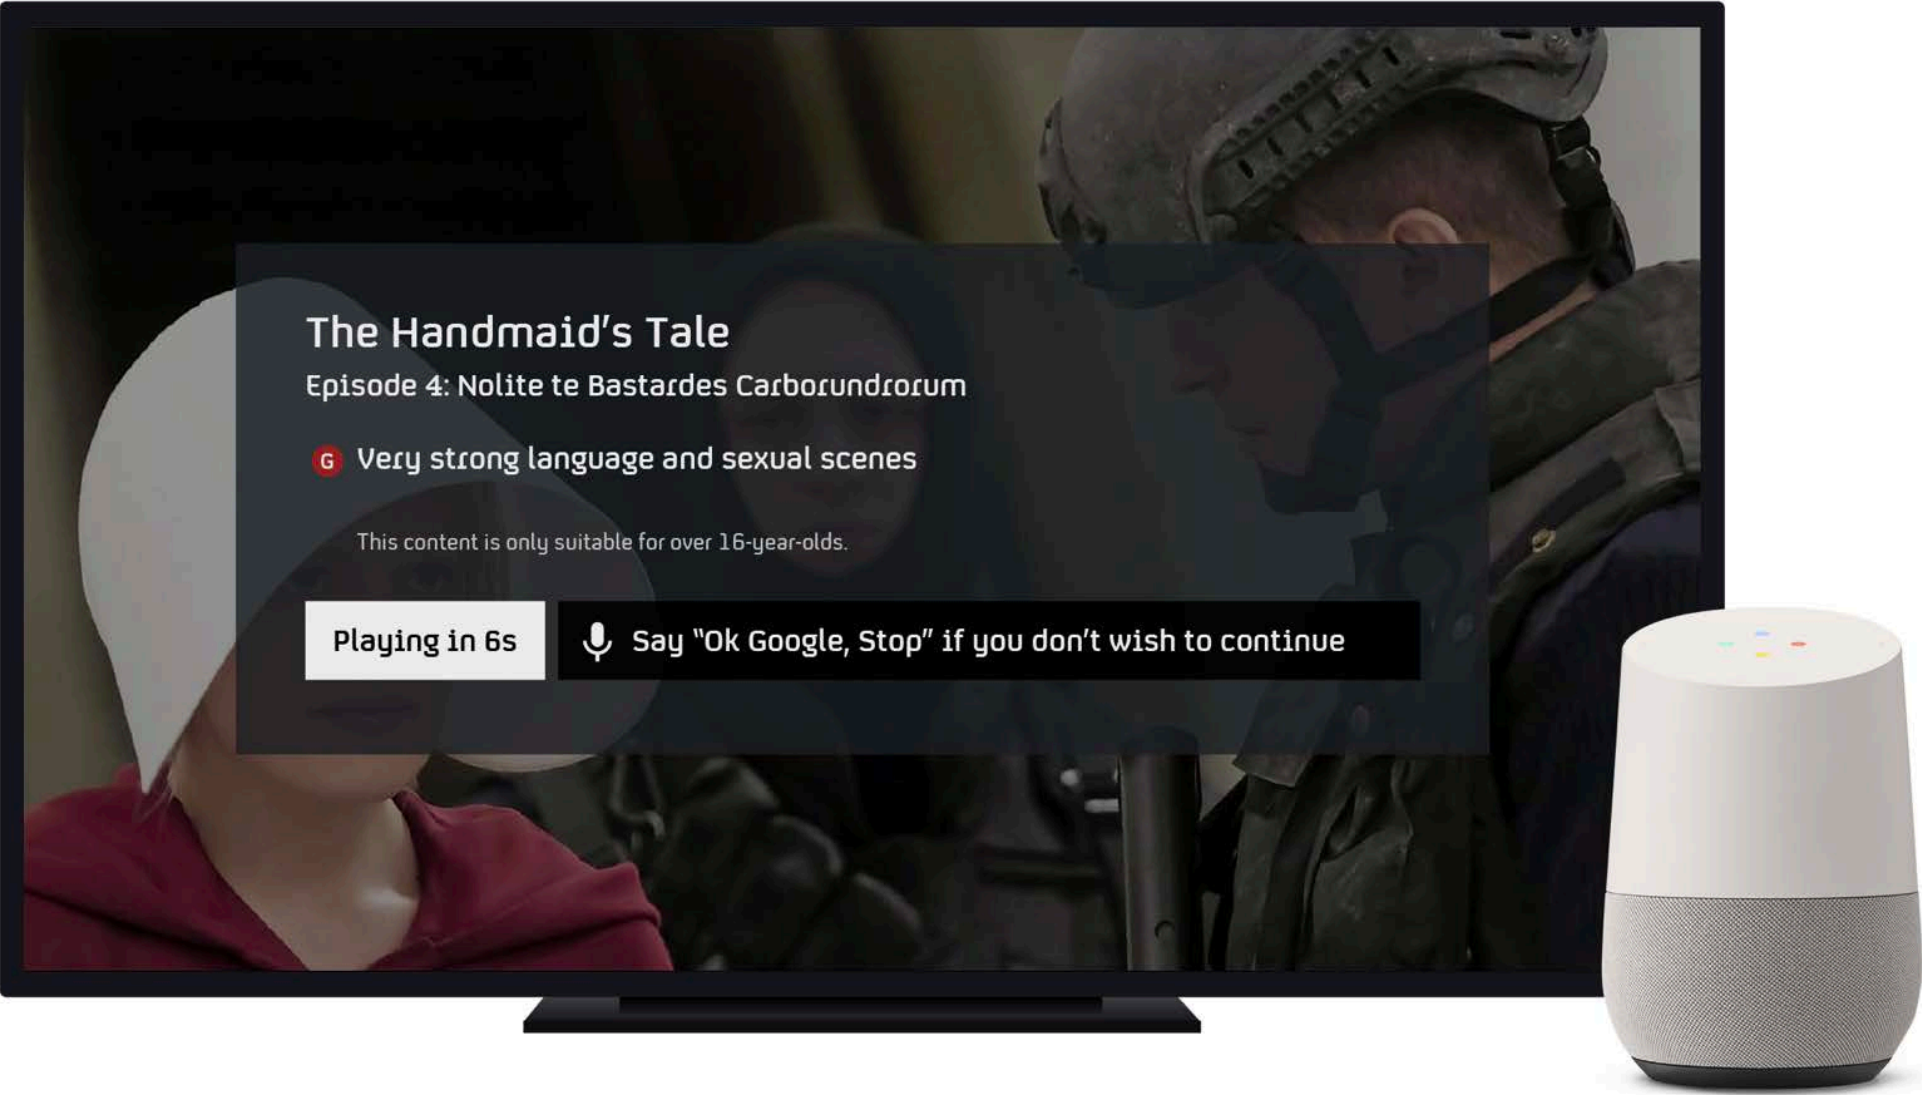 The Handmaid's Tale
Episode 4: Nolite te Bastardes Carborundrorum
G Very strong language and sexual scenes
This content is only suitable for over 16-year-olds.
Playing in 6s
Say “Ok Google, Stop” if you don't wish to continue